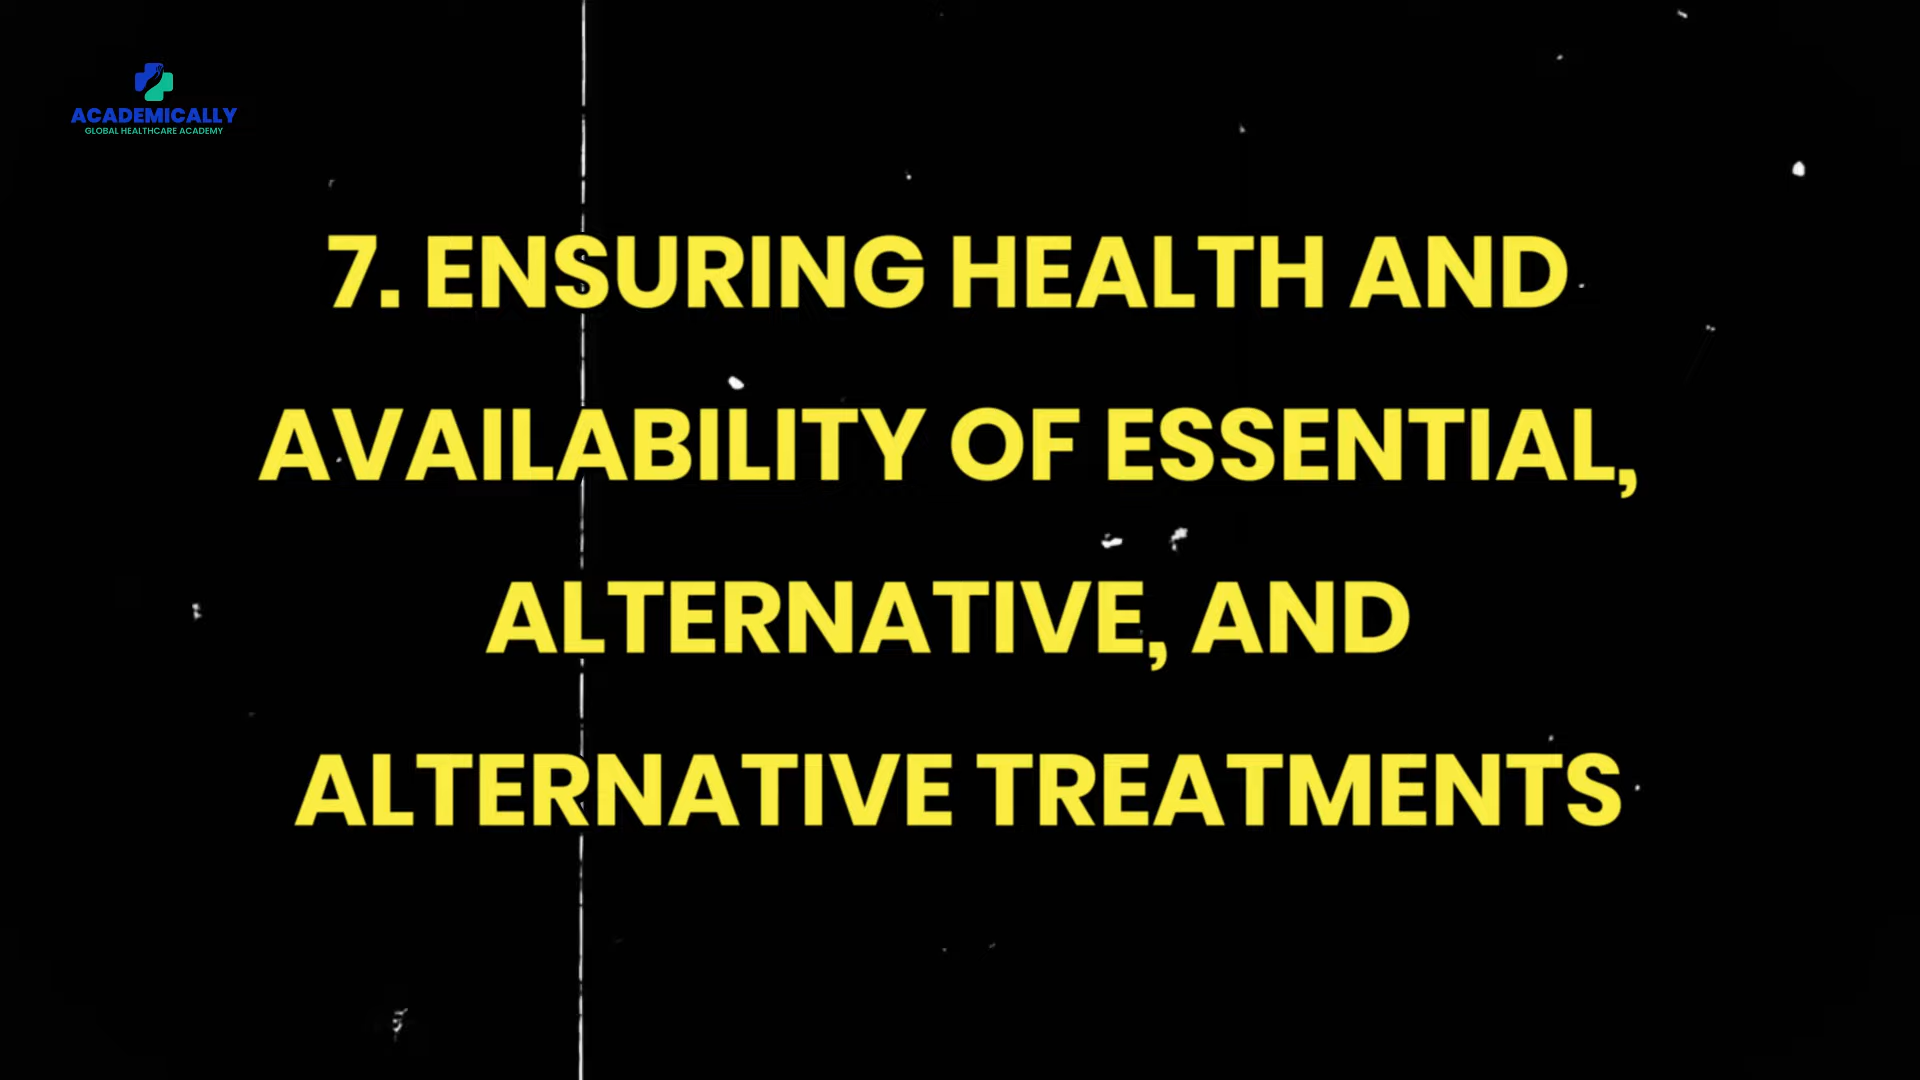 ACADEMICALLY
GLOBAL HEALTHCARE ACADEMY
7. ENSURING HEALTH AND
AVAILABILITY OF ESSENTIAL,
ALTERNATIVE, AND
ALTERNATIVE TREATMENTS